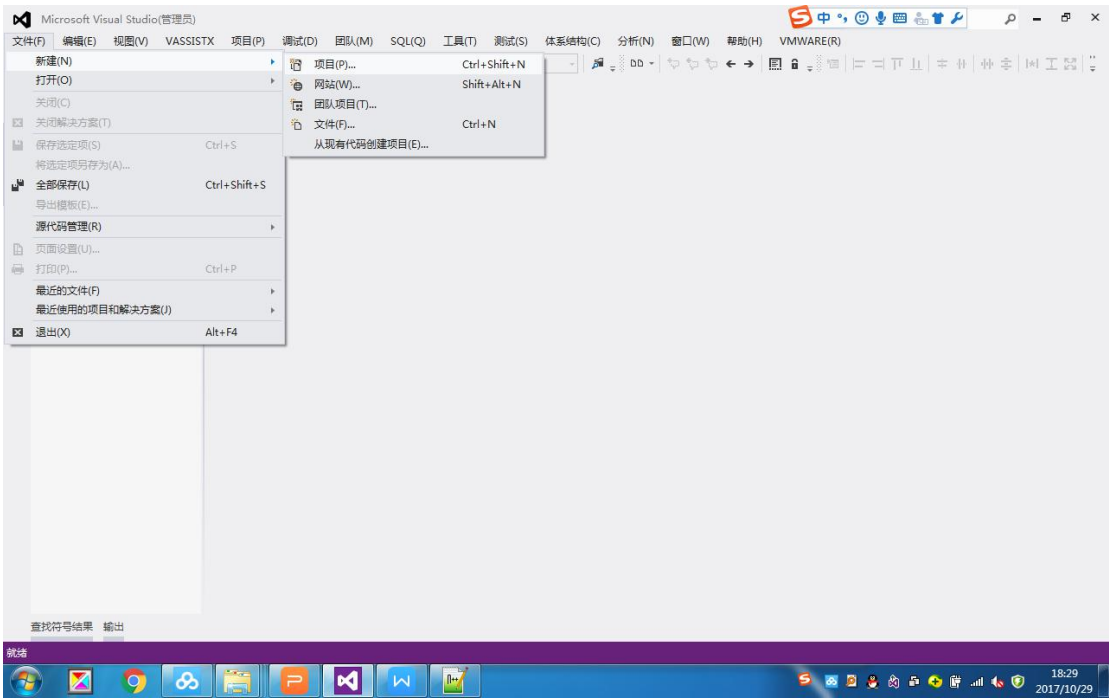 Microsoft Visual Studio(管理员)
中
文件(F) 编辑(E) 视图(V) VASSISTX 项目(P) 调试(D) 团队(M) SQL(Q) 工具(T) 测试(S) 体系结构(C) 分析(N) 窗口(W) 帮助(H) VMWARE(R)
新建(N)
打开(O)
关闭(C)
关闭解决方案(T)
保存选定项(S) Ctrl+S
将选定项另存为(A)...
全部保存(L) Ctrl+Shift+S
导出模板(E)...
源代码管理(R)
页面设置(U)...
打印(P)... Ctrl+P
最近的文件(F)
最近使用的项目和解决方案(J)
退出(X) Alt+F4
项目(P)... Ctrl+Shift+N
网站(W)... Shift+Alt+N
团队项目(T)...
文件(F)... Ctrl+N
从现有代码创建项目(E)...
查找符号结果 输出
就绪
18:29
2017/10/29